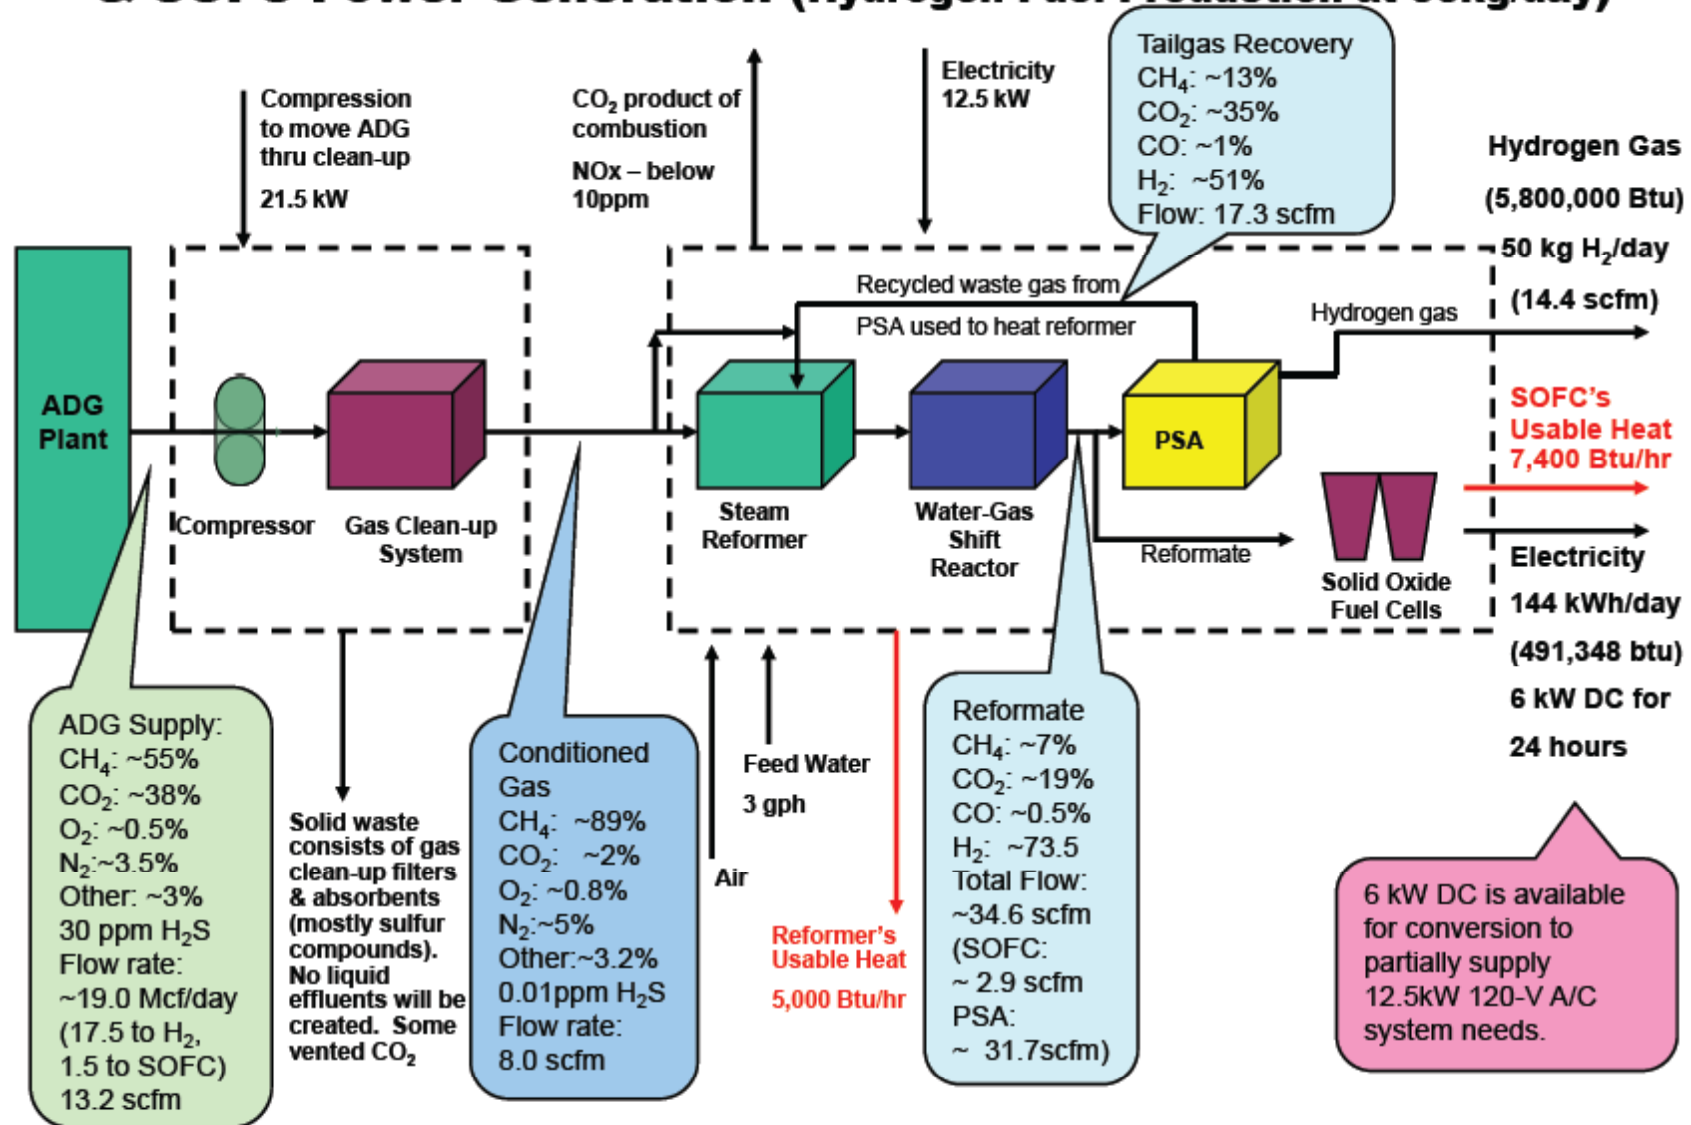 & SOFC Power Generation (Hydrogen Fuel Production at 50kg/day)
Compression
to move ADG
thru clean-up
21.5 kW
CO₂ product of
combustion
NOx – below
10ppm
Electricity
12.5 kW
Tailgas Recovery
CH₄: ~13%
CO₂: ~35%
CO: ~1%
H₂: ~51%
Flow: 17.3 scfm
Hydrogen Gas
(5,800,000 Btu)
50 kg H₂/day
(14.4 scfm)
Recycled waste gas from
PSA used to heat reformer
Hydrogen gas
ADG
Plant
PSA
SOFC's
Usable Heat
7,400 Btu/hr
Compressor
Gas Clean-up
System
Steam
Reformer
Water-Gas
Shift
Reactor
Reformate
Solid Oxide
Fuel Cells
Electricity
144 kWh/day
(491,348 btu)
6 kW DC for
24 hours
ADG Supply:
CH₄: ~55%
CO₂: ~38%
O₂: ~0.5%
N₂:~3.5%
Other: ~3%
30 ppm H₂S
Flow rate:
~19.0 Mcf/day
(17.5 to H₂,
1.5 to SOFC)
13.2 scfm
Solid waste
consists of gas
clean-up filters
& absorbents
(mostly sulfur
compounds).
No liquid
effluents will be
created.  Some
vented CO₂
Conditioned
Gas
CH₄:  ~89%
CO₂:   ~2%
O₂: ~0.8%
N₂:~5%
Other:~3.2%
0.01ppm H₂S
Flow rate:
8.0 scfm
Air
Feed Water
3 gph
Reformer's
Usable Heat
5,000 Btu/hr
Reformate
CH₄: ~7%
CO₂: ~19%
CO: ~0.5%
H₂:  ~73.5
Total Flow:
~34.6 scfm
(SOFC:
~ 2.9 scfm
PSA:
~  31.7scfm)
6 kW DC is available
for conversion to
partially supply
12.5kW 120-V A/C
system needs.